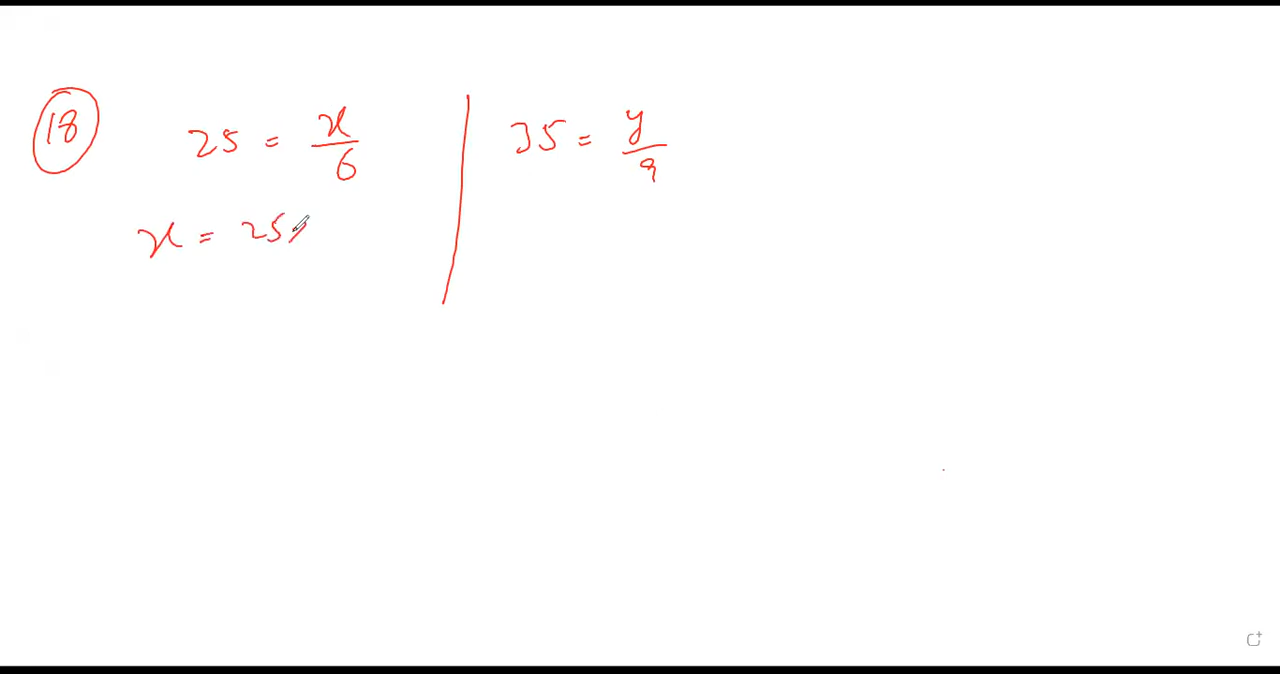 18
25 = x/6
x = 25
35 = y/9